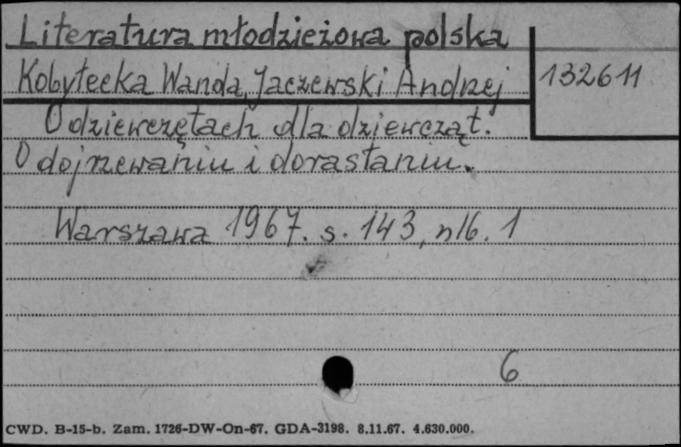 Literatura młodzieżowa polska
Kobyłecka Wanda, Jaczewski Andrzej
132611
O dziewczętach dla dziewcząt.
O dojrzewaniu i dorastaniu.
Warszawa 1967. s. 143, nlb. 1
6
CWD. B-15-b. Zam. 1726-DW-On-67. GDA-3198. 8.11.67. 4.630.000.